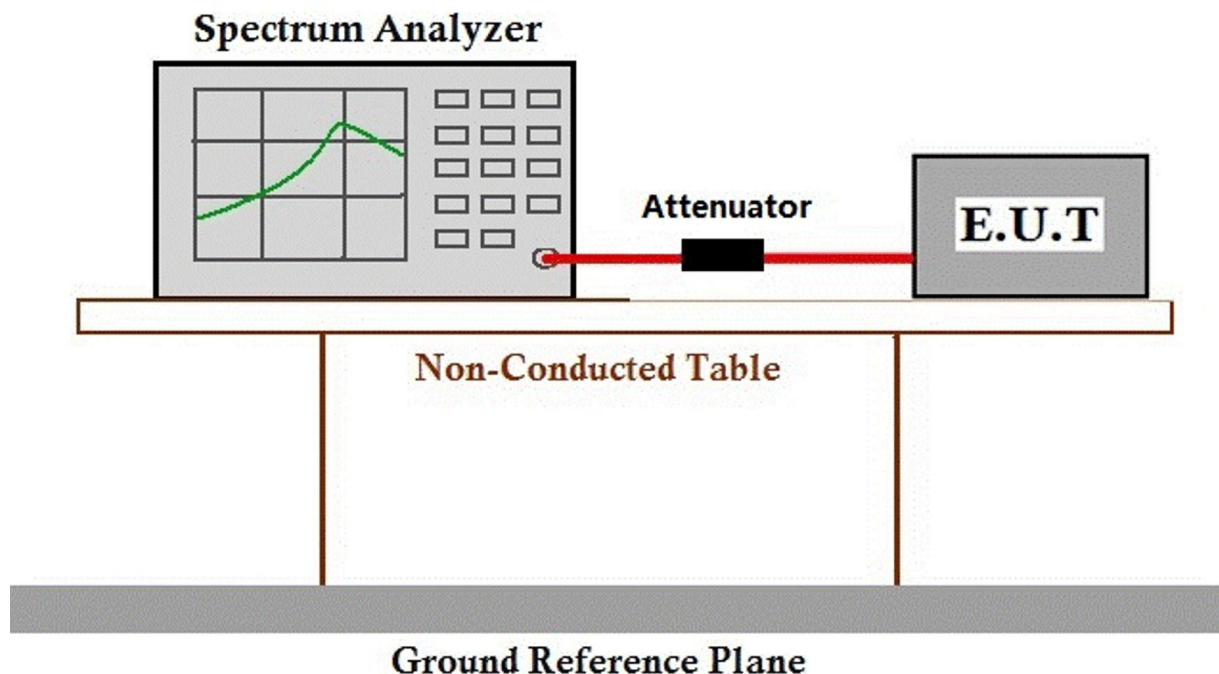 Spectrum Analyzer
Attenuator
E.U.T
Non-Conducted Table
Ground Reference Plane